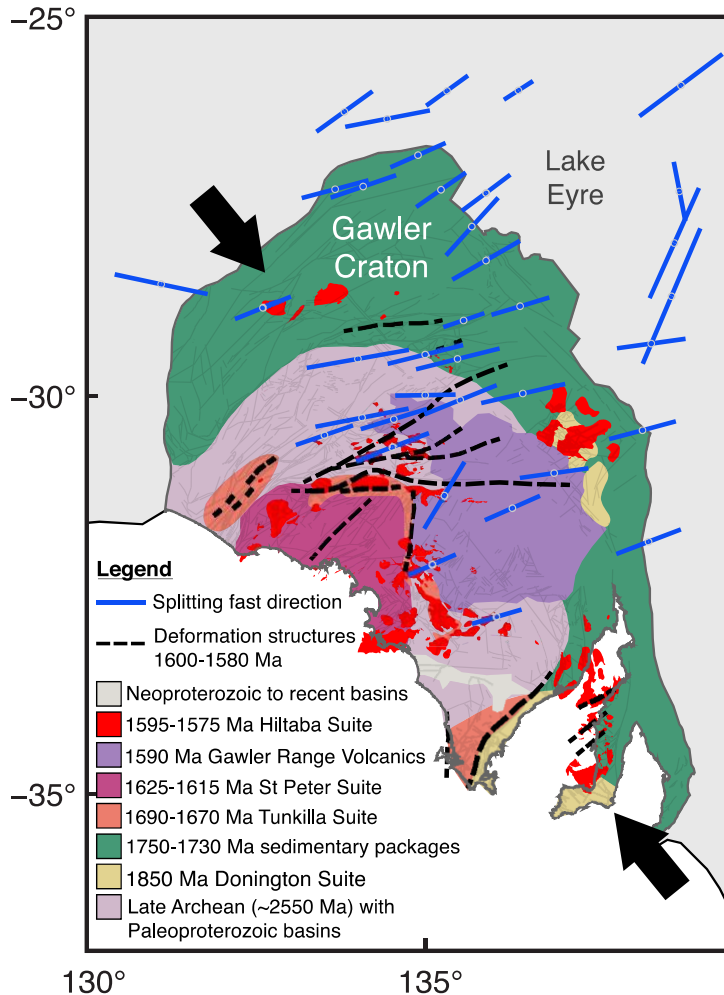 −25°
Lake
Eyre
Gawler
Craton
−30°
Legend
Splitting fast direction
Deformation structures
1600-1580 Ma
Neoproterozoic to recent basins
1595-1575 Ma Hiltaba Suite
1590 Ma Gawler Range Volcanics
1625-1615 Ma St Peter Suite
−35°
1690-1670 Ma Tunkilla Suite
1750-1730 Ma sedimentary packages
1850 Ma Donington Suite
Late Archean (~2550 Ma) with
Paleoproterozoic basins
130°
135°